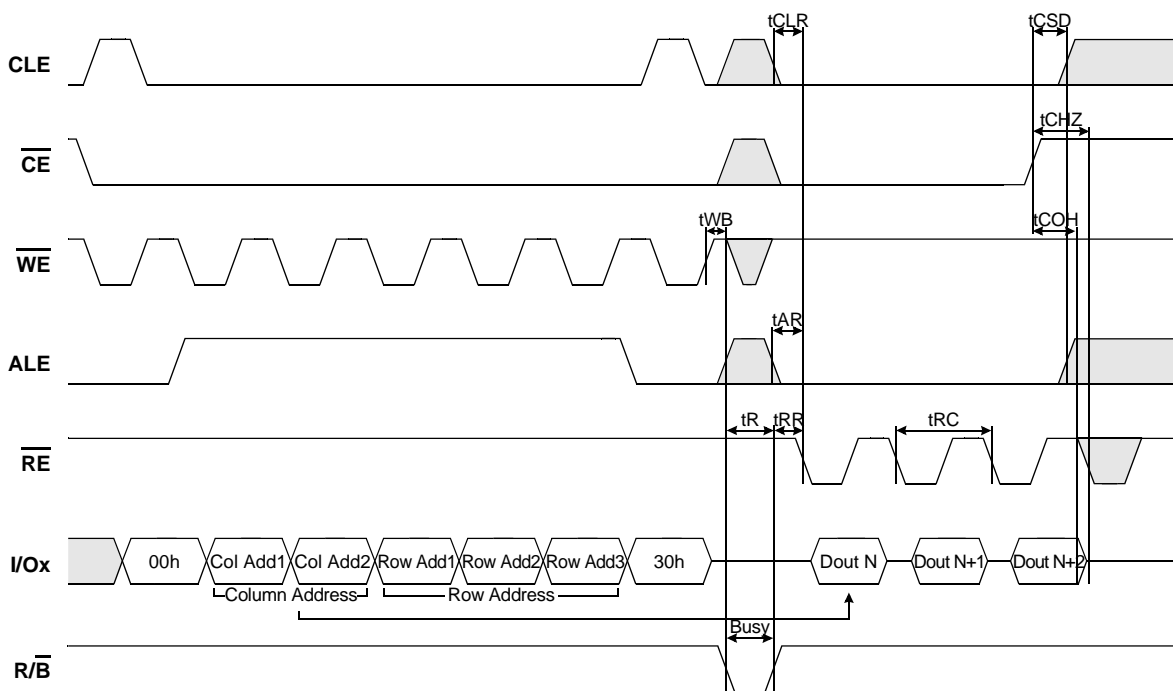 tCLR
tCSD
CLE
tCHZ
CE
tWB
tCOH
WE
tAR
ALE
tR
tRR
tRC
RE
I/Ox
00h
Col Add1
Col Add2
Row Add1
Row Add2
Row Add3
30h
Dout N
Dout N+1
Dout N+2
Column Address
Row Address
Busy
R/B